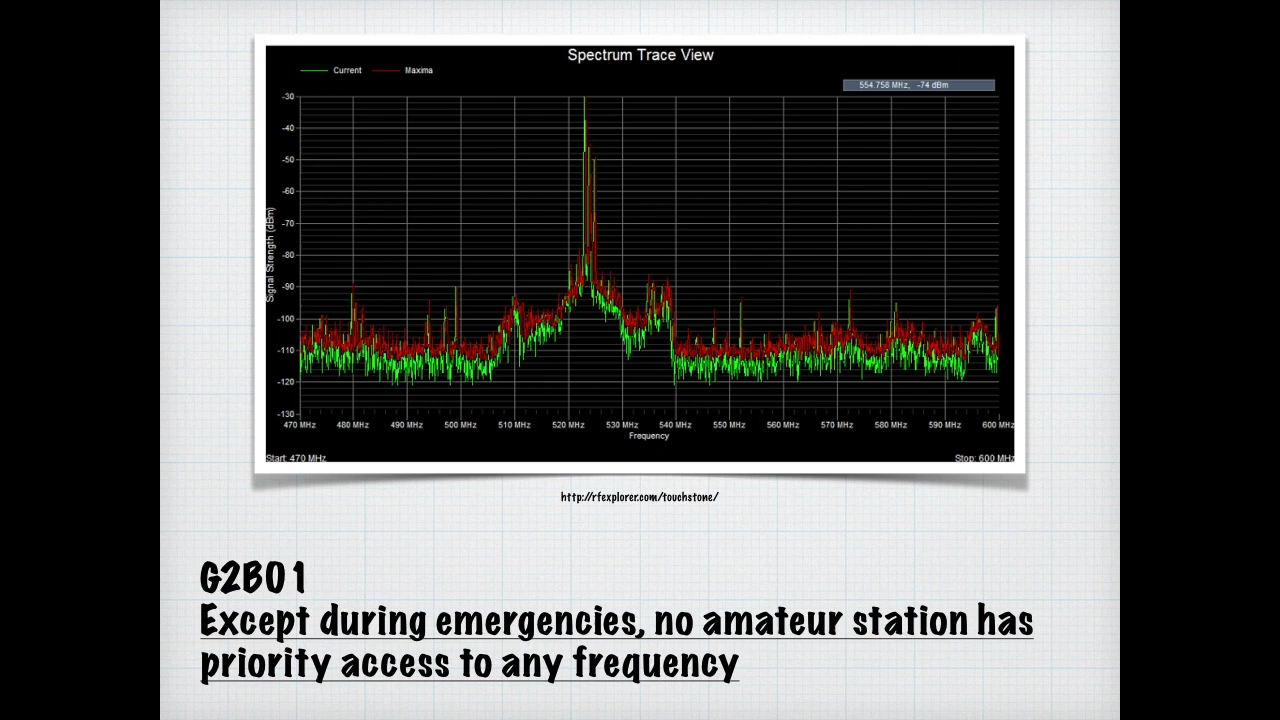 Spectrum Trace View
Current Maxima
554.758 MHz, -74 dBm
-30
-40
-50
-60
-70
-80
-90
-100
-110
-120
-130
Signal Strength (dBm)
470 MHz 480 MHz 490 MHz 500 MHz 510 MHz 520 MHz 530 MHz 540 MHz 550 MHz 560 MHz 570 MHz 580 MHz 590 MHz 600 MHz
Frequency
Start: 470 MHz Stop: 600 MHz
http://rfexplorer.com/touchstone/
G2B01
Except during emergencies, no amateur station has
priority access to any frequency